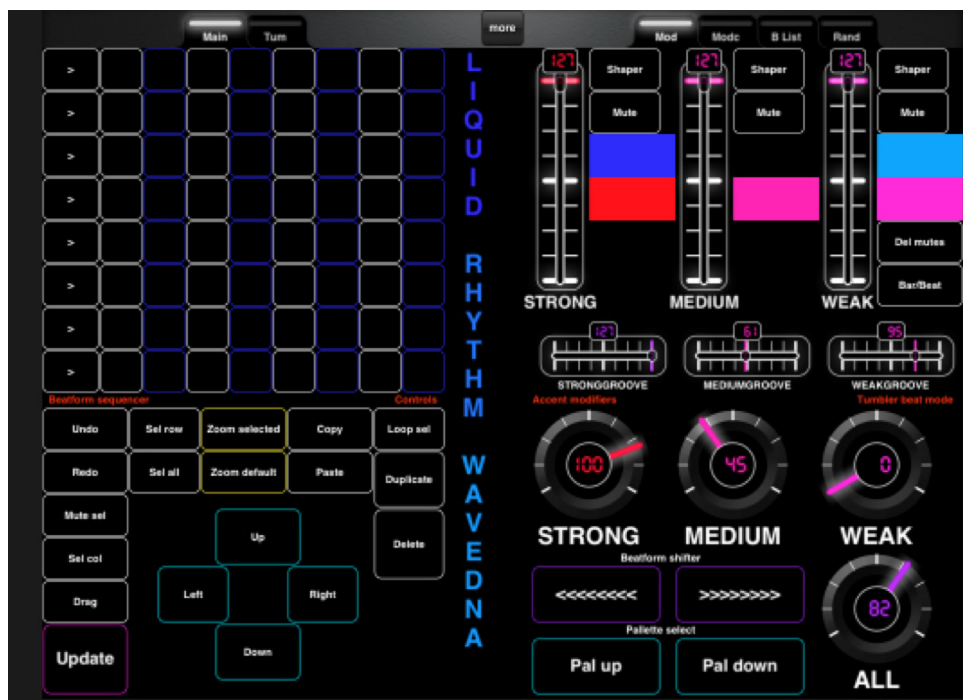 Main Tum more Mod Modc B List Rand
127 127 127
> Shaper Shaper Shaper
> Mute Mute Mute
>
>
> Del mutes
> Bar/Beat
>
>
STRONG MEDIUM WEAK
LIQUID RHYTHM WAVEDNA
127 61 95
STRONGGROOVE MEDIUMGROOVE WEAKGROOVE
Beatform sequencer Controls Accent modifiers Tumbler beat mode
Undo Sel row Zoom selected Copy Loop sel
Redo Sel all Zoom default Paste Duplicate
Mute sel Delete
Sel col
Drag
Up
Left Right
Down
Update
100 45 0
STRONG MEDIUM WEAK
Beatform shifter
<<<<<<<< >>>>>>>>
82
Pallette select
Pal up Pal down
ALL